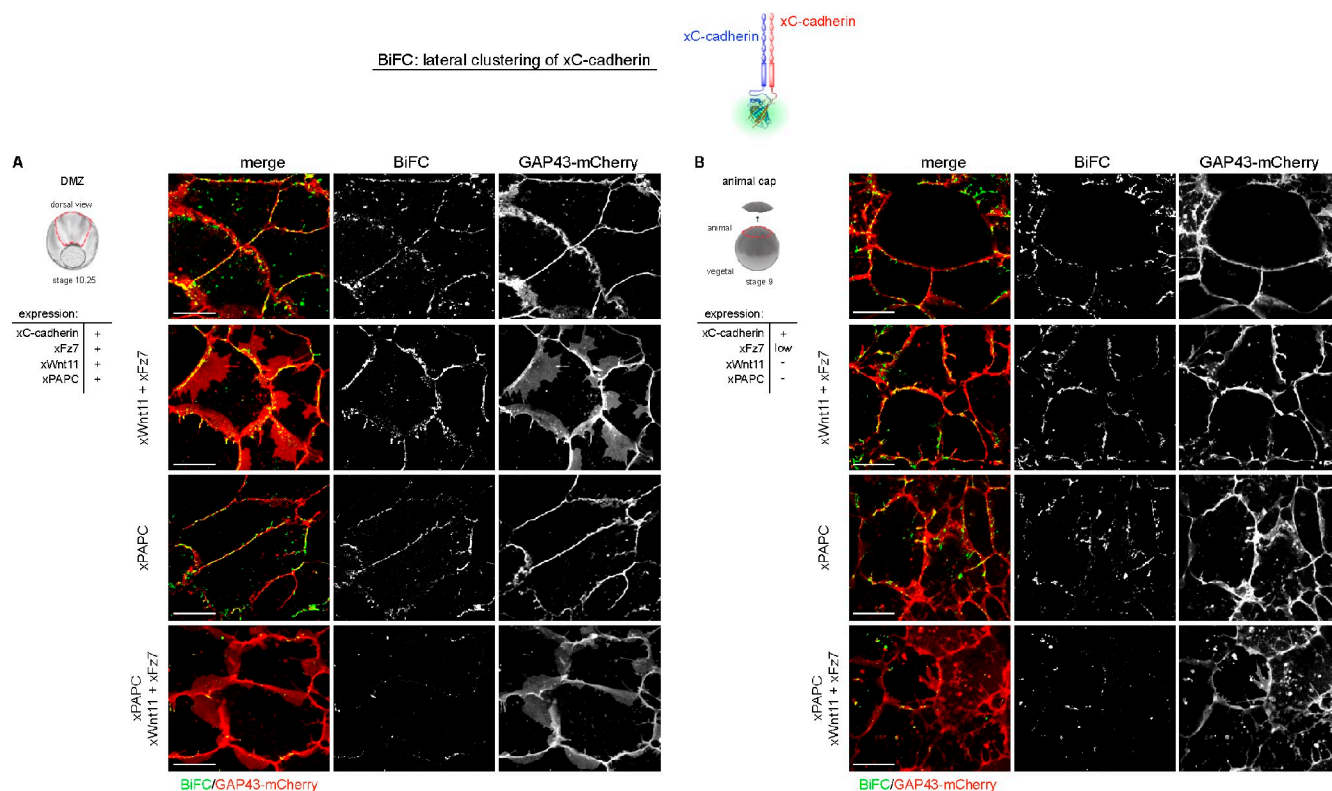 xC-cadherin
xC-cadherin
BiFC: lateral clustering of xC-cadherin
A
merge
BiFC
GAP43-mCherry
DMZ
dorsal view
stage 10.25
expression:
xC-cadherin +
xFz7 +
xWnt11 +
xPAPC +
xWnt11 + xFz7
xPAPC
xPAPC
xWnt11 + xFz7
BiFC/GAP43-mCherry
B
merge
BiFC
GAP43-mCherry
animal cap
animal
vegetal
stage 9
expression:
xC-cadherin +
xFz7 low
xWnt11 -
xPAPC -
xWnt11 + xFz7
xPAPC
xPAPC
xWnt11 + xFz7
BiFC/GAP43-mCherry